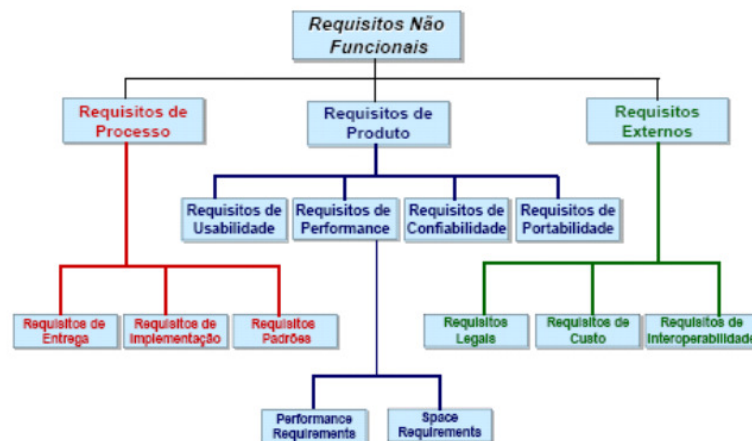 Requisitos Não
Funcionais
Requisitos de
Processo
Requisitos de
Produto
Requisitos
Externos
Requisitos de
Usabilidade
Requisitos de
Performance
Requisitos de
Confiabilidade
Requisitos de
Portabilidade
Requisitos de
Entrega
Requisitos de
Implementação
Requisitos
Padrões
Requisitos
Legais
Requisitos de
Custo
Requisitos de
Interoperabilidade
Performance
Requirements
Space
Requirements